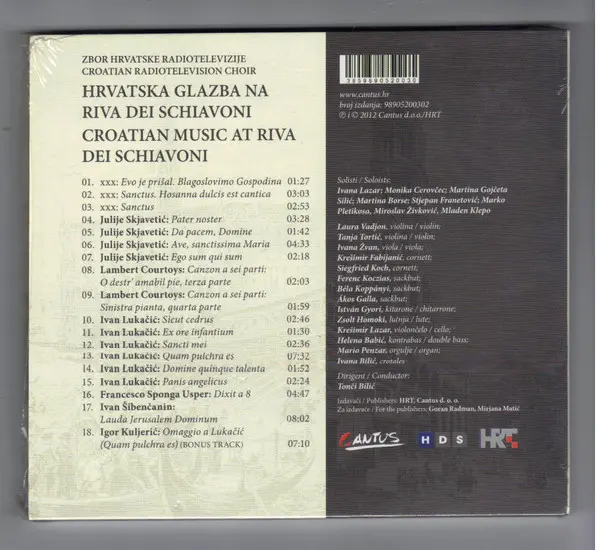 ZBOR HRVATSKE RADIOTELEVIZIJE
CROATIAN RADIOTELEVISION CHOIR
HRVATSKA GLAZBA NA
RIVA DEI SCHIAVONI
CROATIAN MUSIC AT RIVA
DEI SCHIAVONI
01. xxx: Evo je prišal. Blagoslovimo Gospodina 01:27
02. xxx: Sanctus. Hosanna dulcis est cantica 03:03
03. xxx: Sanctus 02:53
04. Julije Skjavetić: Pater noster 03:28
05. Julije Skjavetić: Da pacem, Domine 01:42
06. Julije Skjavetić: Ave, sanctissima Maria 04:33
07. Julije Skjavetić: Ego sum qui sum 02:18
08. Lambert Courtoys: Canzon a sei parti:
O destr' amabil pie, terza parte 02:03
09. Lambert Courtoys: Canzon a sei parti:
Sinistra pianta, quarta parte 01:59
10. Ivan Lukačić: Sicut cedrus 02:46
11. Ivan Lukačić: Ex ore infantium 01:30
12. Ivan Lukačić: Sancti mei 02:36
13. Ivan Lukačić: Quam pulchra es 07:32
14. Ivan Lukačić: Domine quinque talenta 01:52
15. Ivan Lukačić: Panis angelicus 02:24
16. Francesco Sponga Usper: Dixit a 8 04:47
17. Ivan Šibenčanin:
Lauda Jerusalem Dominum 08:02
18. Igor Kuljerić: Omaggio a Lukačić
(Quam pulchra es) (BONUS TRACK) 07:10
3859890520030
www.cantus.hr
broj izdanja: 98905200302
℗ i © 2012 Cantus d.o.o./HRT
Solisti / Soloists:
Ivana Lazar; Monika Cerovčec; Martina Gojčeta
Silić; Martina Borse; Stjepan Franetović; Marko
Pletikosa, Miroslav Živković, Mladen Klepo
Laura Vadjon, violina / violin;
Tanja Tortić, violina / violin;
Ivana Žvan, viola / viola;
Krešimir Fabijanić, cornett;
Siegfried Koch, cornett;
Ferenc Koczias, sackbut;
Béla Koppányi, sackbut;
Ákos Galla, sackbut;
István Gyori, kitarone / chitarrone;
Zsolt Homoki, lutnja / lute;
Krešimir Lazar, violončelo / cello;
Helena Babić, kontrabas / double bass;
Mario Penzar, orgulje / organ;
Ivana Bilić, crotales
Dirigent / Conductor:
Tonči Bilić
Izdavači / Publishers: HRT, Cantus d. o. o.
Za izdavače / For the publishers: Goran Radman, Mirjana Matić
CANTUS HDS HRT